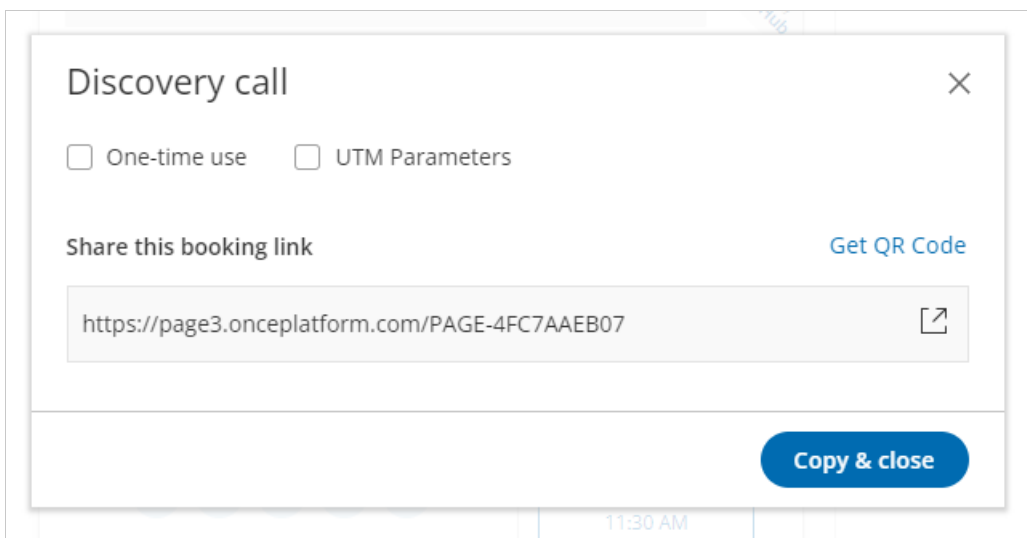 Hub
Discovery call
One-time use UTM Parameters
Share this booking link Get QR Code
https://page3.onceplatform.com/PAGE-4FC7AAEB07
Copy & close
11:30 AM